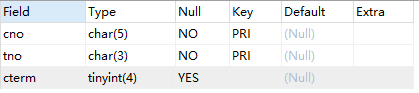 Field Type Null Key Default Extra
cno char(5) NO PRI (Null)
tno char(3) NO PRI (Null)
cterm tinyint(4) YES (Null)